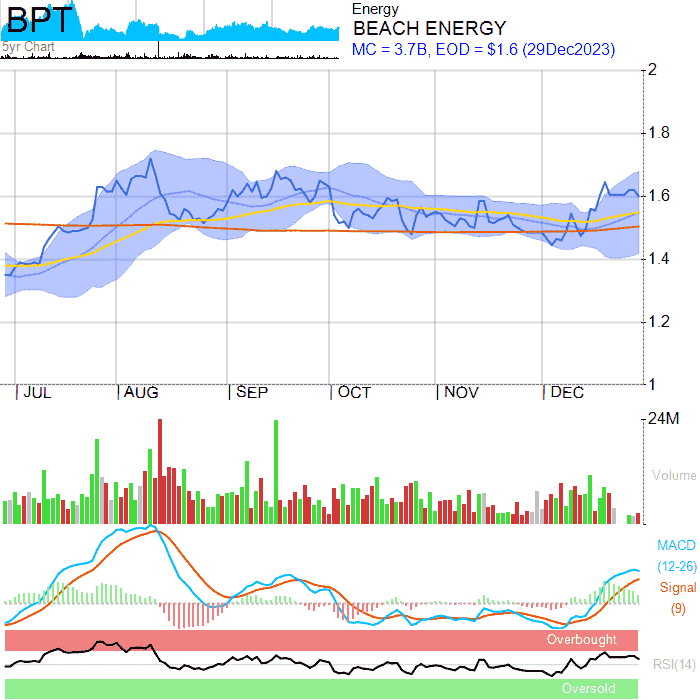 BPT
5yr Chart
Energy
BEACH ENERGY
MC = 3.7B, EOD = $1.6 (29Dec2023)
2
1.8
1.6
1.4
1.2
1
JUL AUG SEP OCT NOV DEC
24M
Volume
MACD
(12-26)
Signal
(9)
Overbought
RSI(14)
Oversold